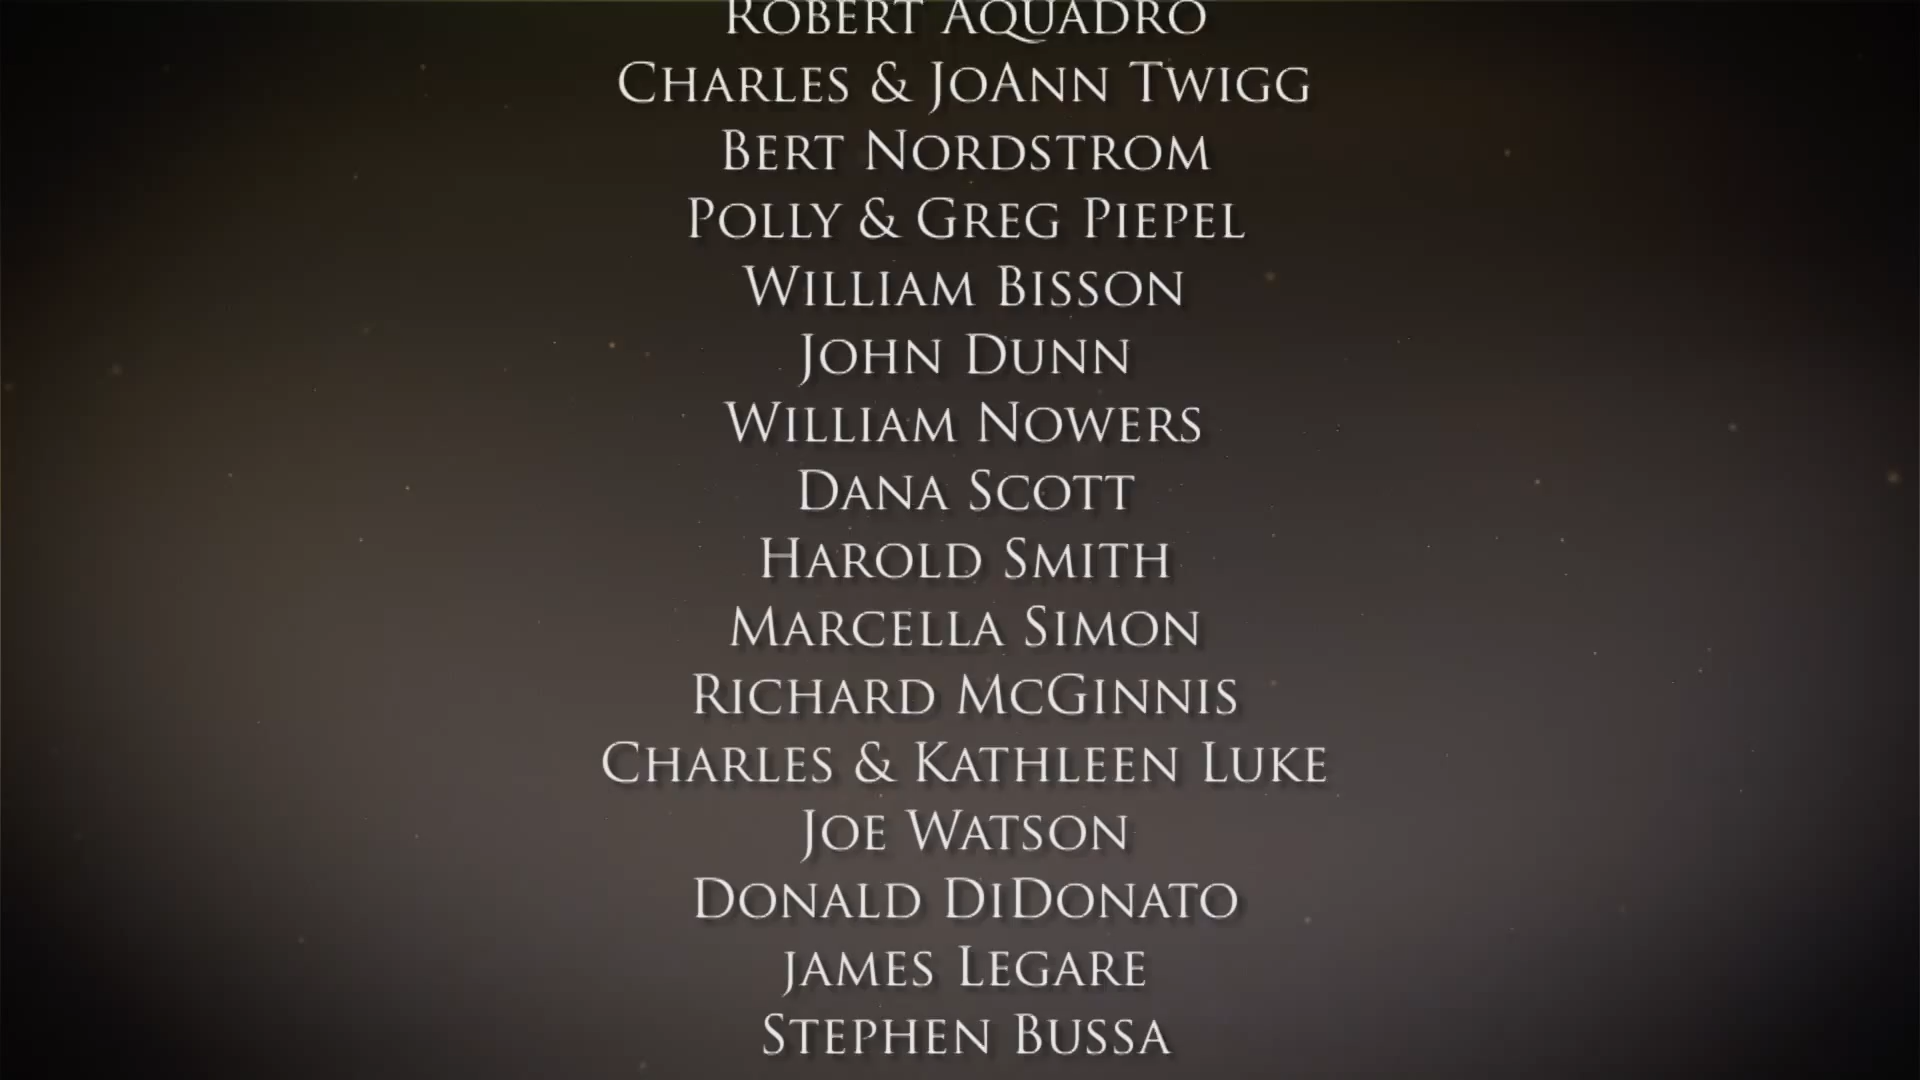 Robert Aquadro
Charles & JoAnn Twigg
Bert Nordstrom
Polly & Greg Piepel
William Bisson
John Dunn
William Nowers
Dana Scott
Harold Smith
Marcella Simon
Richard McGinnis
Charles & Kathleen Luke
Joe Watson
Donald DiDonato
James Legare
Stephen Bussa